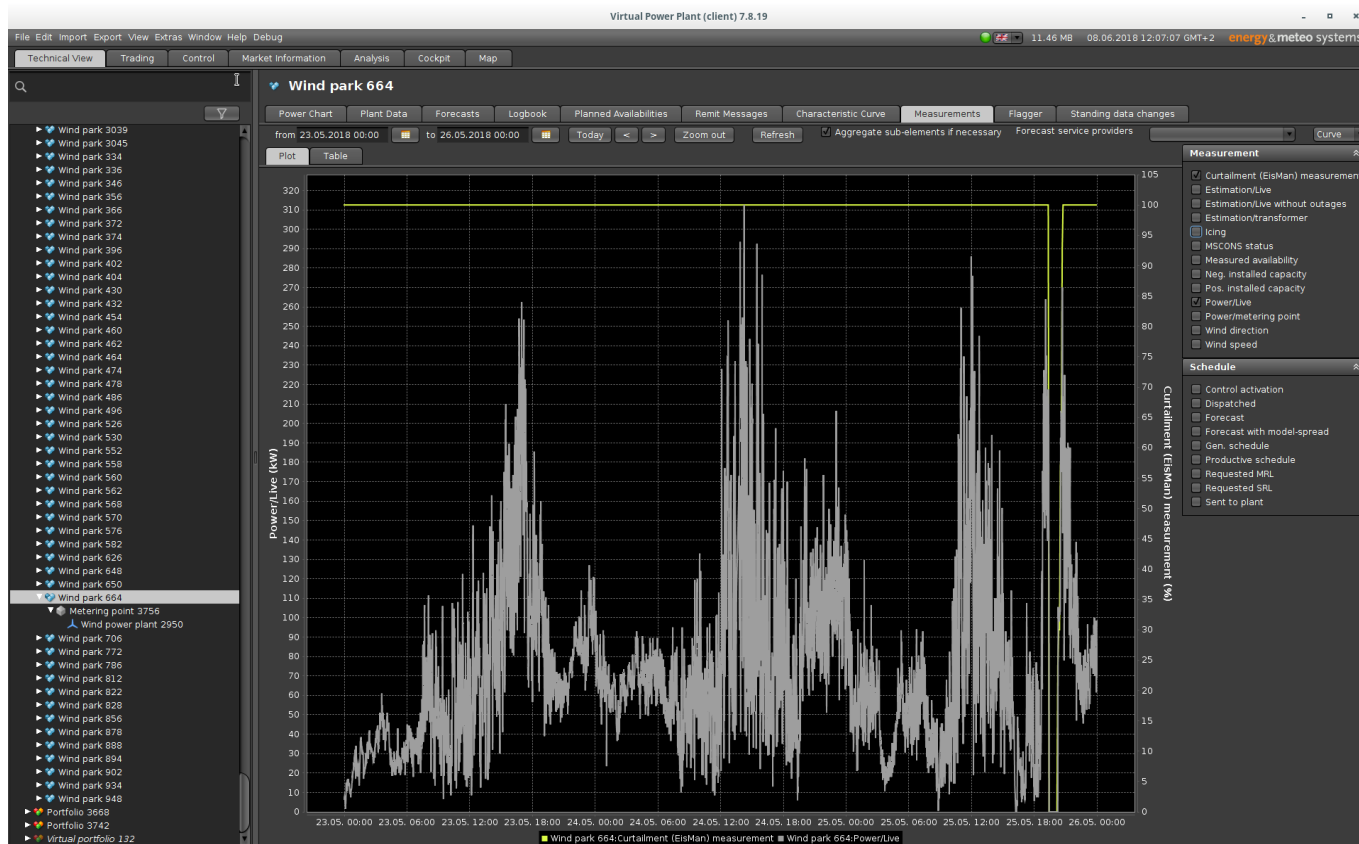 Virtual Power Plant (client) 7.8.19
File Edit Import Export View Extras Window Help Debug
11.46 MB 08.06.2018 12:07:07 GMT+2 energy&meteo systems
Technical View Trading Control Market Information Analysis Cockpit Map
Wind park 664
Power Chart Plant Data Forecasts Logbook Planned Availabilities Remit Messages Characteristic Curve Measurements Flagger Standing data changes
from 23.05.2018 00:00 to 26.05.2018 00:00 Today < > Zoom out Refresh Aggregate sub-elements if necessary Forecast service providers Curve
Plot Table
Wind park 3039
Wind park 3045
Wind park 334
Wind park 336
Wind park 346
Wind park 356
Wind park 366
Wind park 372
Wind park 374
Wind park 396
Wind park 402
Wind park 404
Wind park 430
Wind park 432
Wind park 454
Wind park 460
Wind park 462
Wind park 464
Wind park 474
Wind park 478
Wind park 486
Wind park 496
Wind park 526
Wind park 530
Wind park 552
Wind park 558
Wind park 560
Wind park 562
Wind park 568
Wind park 570
Wind park 576
Wind park 582
Wind park 626
Wind park 648
Wind park 650
Wind park 664
Metering point 3756
Wind power plant 2950
Wind park 706
Wind park 772
Wind park 786
Wind park 812
Wind park 822
Wind park 828
Wind park 856
Wind park 878
Wind park 888
Wind park 894
Wind park 902
Wind park 934
Wind park 948
Portfolio 3668
Portfolio 3742
Virtual portfolio 132
Power/Live (kW)
320
310
300
290
280
270
260
250
240
230
220
210
200
190
180
170
160
150
140
130
120
110
100
90
80
70
60
50
40
30
20
10
0
23.05. 00:00 23.05. 06:00 23.05. 12:00 23.05. 18:00 24.05. 00:00 24.05. 06:00 24.05. 12:00 24.05. 18:00 25.05. 00:00 25.05. 06:00 25.05. 12:00 25.05. 18:00 26.05. 00:00
105
100
95
90
85
80
75
70
65
60
55
50
45
40
35
30
25
20
15
10
5
0
Curtailment (EisMan) measurement (%)
Wind park 664:Curtailment (EisMan) measurement Wind park 664:Power/Live
Measurement
Curtailment (EisMan) measuremen
Estimation/Live
Estimation/Live without outages
Estimation/transformer
Icing
MSCONS status
Measured availability
Neg. installed capacity
Pos. installed capacity
Power/Live
Power/metering point
Wind direction
Wind speed
Schedule
Control activation
Dispatched
Forecast
Forecast with model-spread
Gen. schedule
Productive schedule
Requested MRL
Requested SRL
Sent to plant